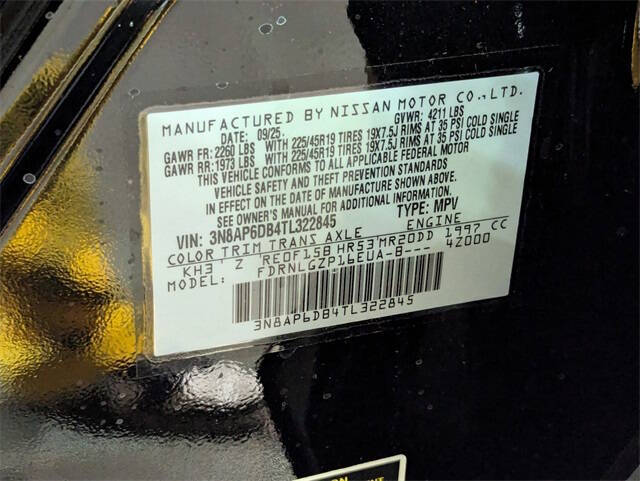 MANUFACTURED BY NISSAN MOTOR CO., LTD.
DATE: 09/25. GVWR: 4211 LBS
GAWR FR: 2260 LBS WITH 225/45R19 TIRES 19X7.5J RIMS AT 35 PSI COLD SINGLE
GAWR RR: 1973 LBS WITH 225/45R19 TIRES 19X7.5J RIMS AT 35 PSI COLD SINGLE
THIS VEHICLE CONFORMS TO ALL APPLICABLE FEDERAL MOTOR
VEHICLE SAFETY AND THEFT PREVENTION STANDARDS
IN EFFECT ON THE DATE OF MANUFACTURE SHOWN ABOVE.
SEE OWNER'S MANUAL FOR ADDITIONAL INFORMATION.
VIN: 3N8AP6DB4TL322845 TYPE: MPV
COLOR TRIM TRANS AXLE ENGINE
KH3 Z RE0F15B HR53 MR20DD 1997 CC
MODEL: FDRNLGZP16EUA-B--- 4Z000
3N8AP6DB4TL322845